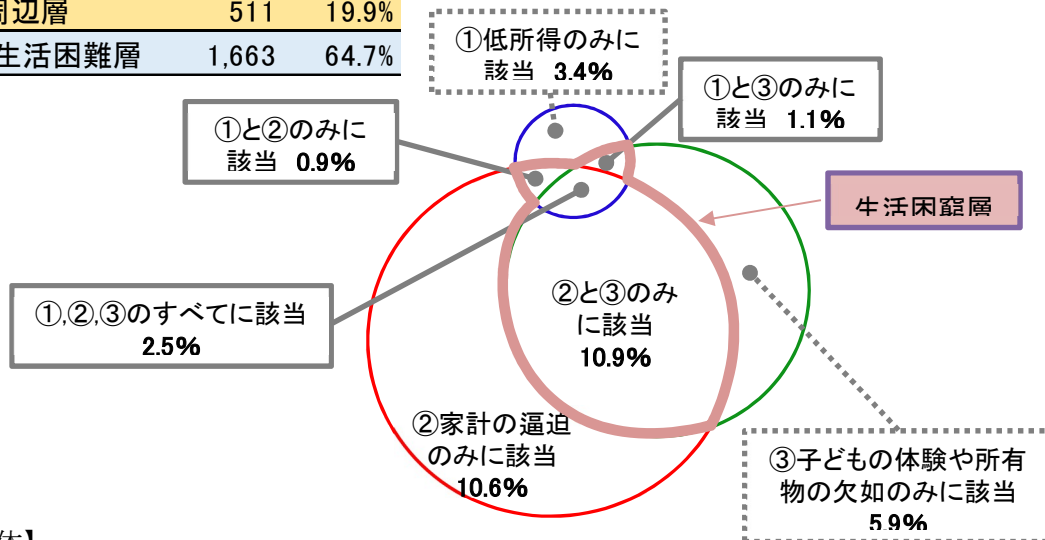 周辺層 511 19.9%
生活困難層 1,663 64.7%
①低所得のみに
該当 3.4%
①と③のみに
該当 1.1%
①と②のみに
該当 0.9%
生活困窮層
①,②,③のすべてに該当
2.5%
②と③のみ
に該当
10.9%
②家計の逼迫
のみに該当
10.6%
③子どもの体験や所有
物の欠如のみに該当
5.9%
体】